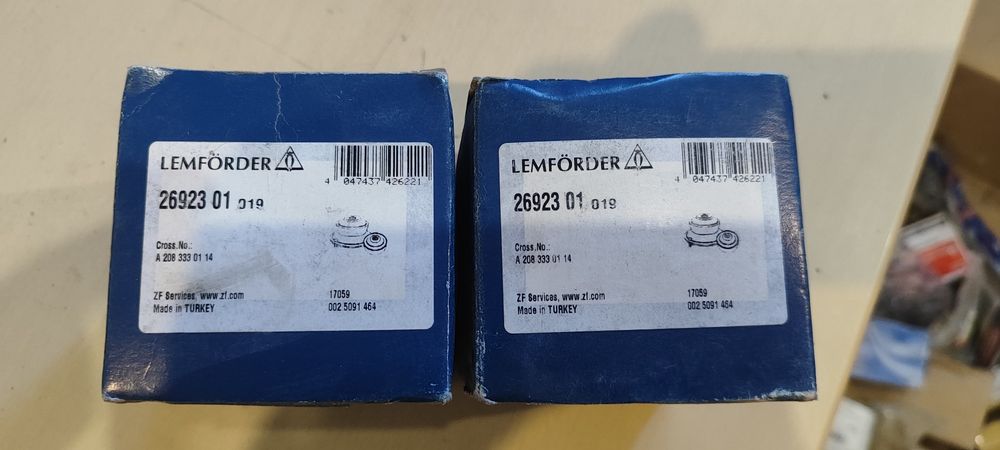 LEMFÖRDER
4 047437 426221
26923 01 019
Cross.No.:
A 208 333 01 14
ZF Services, www.zf.com 17059
Made in TURKEY 002 5091 464
LEMFÖRDER
4 047437 426221
26923 01 019
Cross.No.:
A 208 333 01 14
ZF Services, www.zf.com 17059
Made in TURKEY 002 5091 464